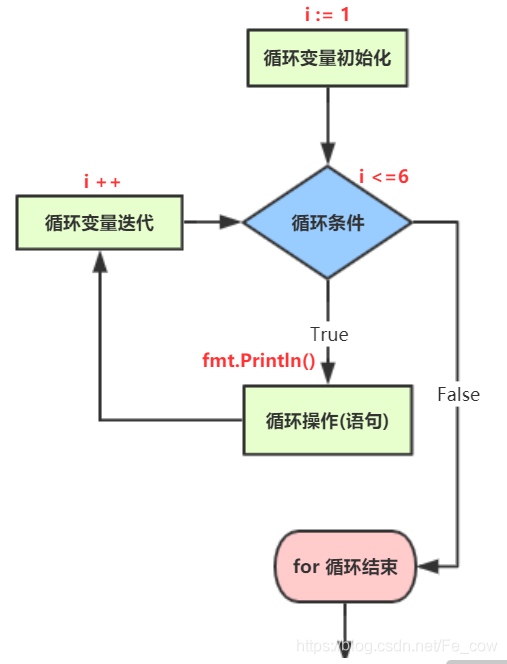 i := 1
循环变量初始化
i <=6
i ++
循环变量迭代
循环条件
True
fmt.Println()
循环操作(语句)
False
for 循环结束
https://blog.csdn.net/Fe_cow